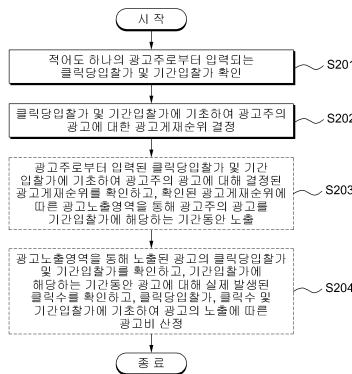 시 작
적어도 하나의 광고주로부터 입력되는
클릭당입찰가 및 기간입찰가 확인
S201
클릭당입찰가 및 기간입찰가에 기초하여 광고주의
광고에 대한 광고게재순위 결정
S202
광고주로부터 입력된 클릭당입찰가 및 기간
입찰가에 기초하여 광고주의 광고에 대해 결정된
광고게재순위를 확인하고, 확인된 광고게재순위에
따른 광고노출영역을 통해 광고주의 광고를
기간입찰가에 해당하는 기간동안 노출
S203
광고노출영역을 통해 노출된 광고의 클릭당입찰가
및 기간입찰가를 확인하고, 기간입찰가에
해당하는 기간동안 광고에 대해 실제 발생된
클릭수를 확인하고, 클릭당입찰가, 클릭수 및
기간입찰가에 기초하여 광고의 노출에 따른
광고비 산정
S204
종 료